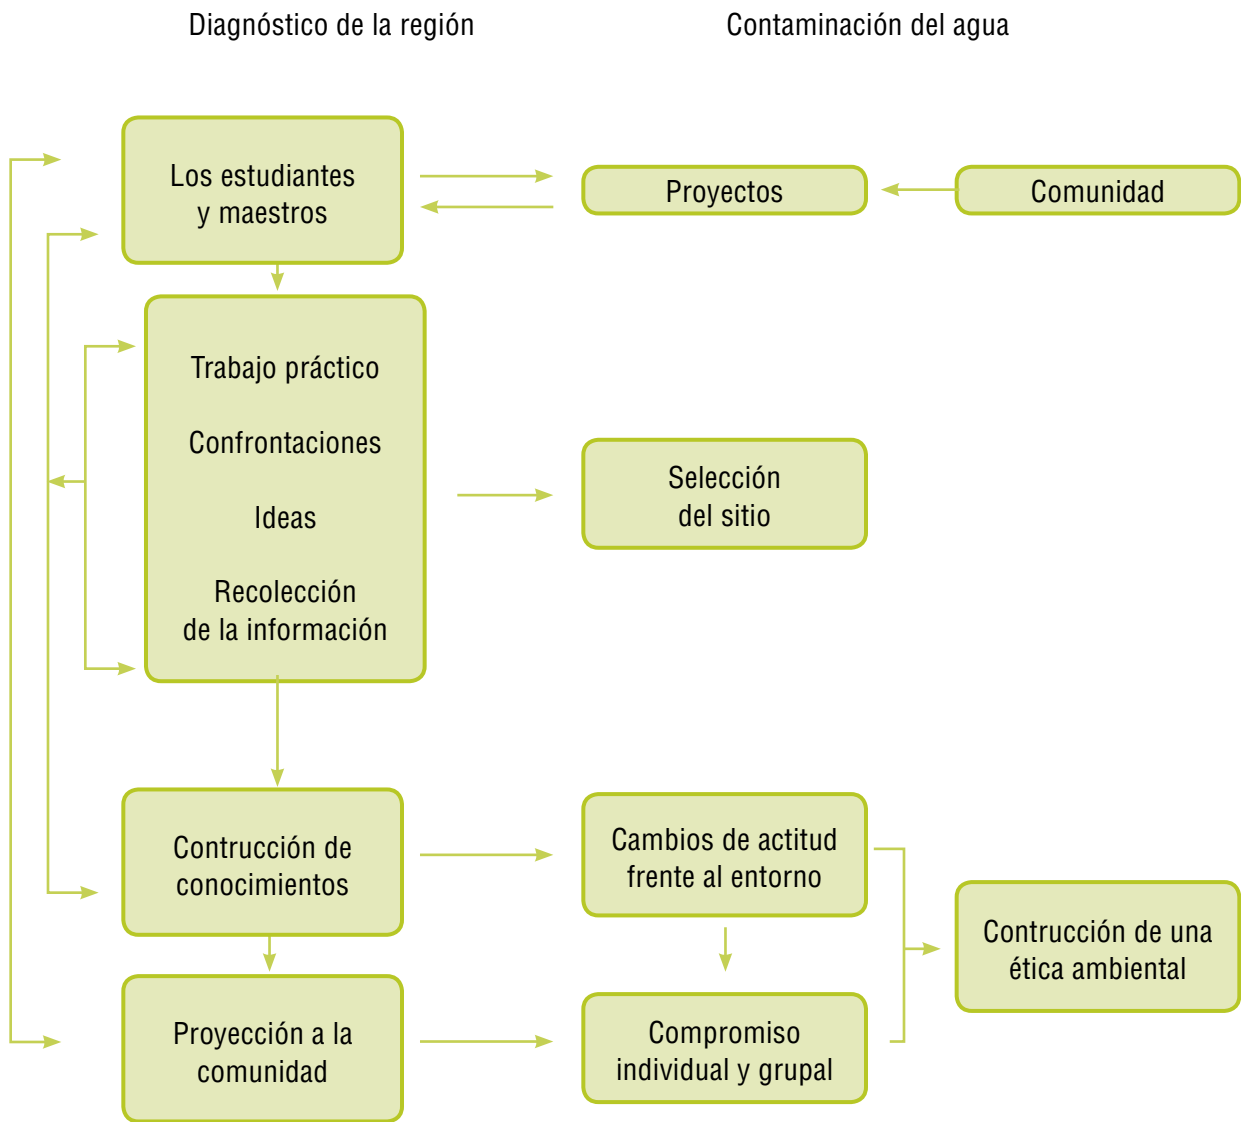 Diagnóstico de la región
Contaminación del agua
Los estudiantes
y maestros
Proyectos
Comunidad
Trabajo práctico
Confrontaciones
Ideas
Recolección
de la información
Selección
del sitio
Contrucción de
conocimientos
Cambios de actitud
frente al entorno
Contrucción de una
ética ambiental
Proyección a la
comunidad
Compromiso
individual y grupal